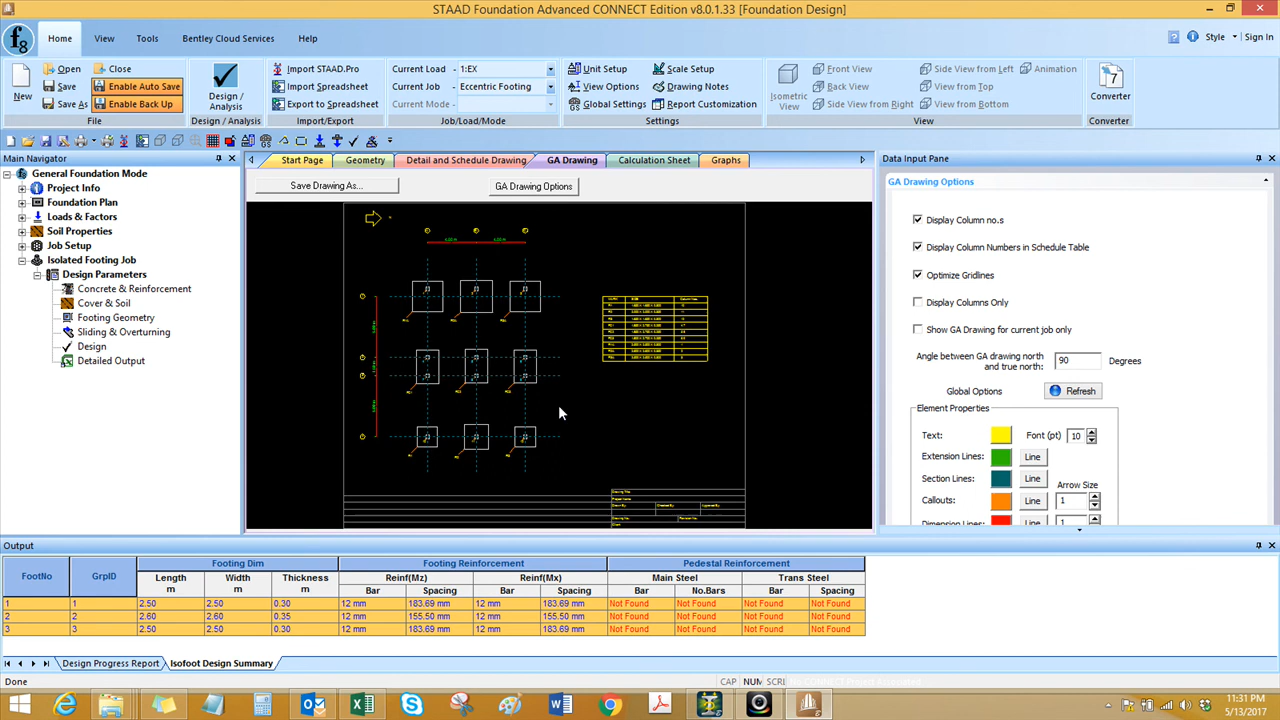 STAAD Foundation Advanced CONNECT Edition v8.0.1.33 [Foundation Design]
Home View Tools Bentley Cloud Services Help Style Sign In
Open Close Import STAAD.Pro Current Load : 1:EX Unit Setup Scale Setup Front View Side View from Left Animation
Save Enable Auto Save Import Spreadsheet Current Job : Eccentric Footing View Options Drawing Notes Back View View from Top
New Save As Enable Back Up Design / Analysis Export to Spreadsheet Current Mode : Global Settings Report Customization Isometric View Side View from Right View from Bottom Converter
File Design / Analysis Import/Export Job/Load/Mode Settings View Converter
Main Navigator
General Foundation Mode
Project Info
Foundation Plan
Loads & Factors
Soil Properties
Job Setup
Isolated Footing Job
Design Parameters
Concrete & Reinforcement
Cover & Soil
Footing Geometry
Sliding & Overturning
Design
Detailed Output
Start Page Geometry Detail and Schedule Drawing GA Drawing Calculation Sheet Graphs
Save Drawing As... GA Drawing Options
Data Input Pane
GA Drawing Options
Display Column no.s
Display Column Numbers in Schedule Table
Optimize Gridlines
Display Columns Only
Show GA Drawing for current job only
Angle between GA drawing north and true north: 90 Degrees
Global Options Refresh
Element Properties
Text: Font (pt) 10
Extension Lines: Line
Section Lines: Line Arrow Size
Callouts: Line 1
Dimension Lines: Line 1
Output
FootNo GrpID Footing Dim Footing Reinforcement Pedestal Reinforcement
Length m Width m Thickness m Reinf(Mz) Reinf(Mx) Main Steel Trans Steel
Bar Spacing Bar Spacing Bar No.Bars Bar Spacing
1 1 2.50 2.50 0.30 12 mm 183.69 mm 12 mm 183.69 mm Not Found Not Found Not Found Not Found
2 2 2.60 2.60 0.35 12 mm 155.50 mm 12 mm 155.50 mm Not Found Not Found Not Found Not Found
3 3 2.50 2.50 0.30 12 mm 183.69 mm 12 mm 183.69 mm Not Found Not Found Not Found Not Found
Design Progress Report Isofoot Design Summary
Done CAP NUM SCRL No CONNECT Project Associated
11:31 PM
5/13/2017